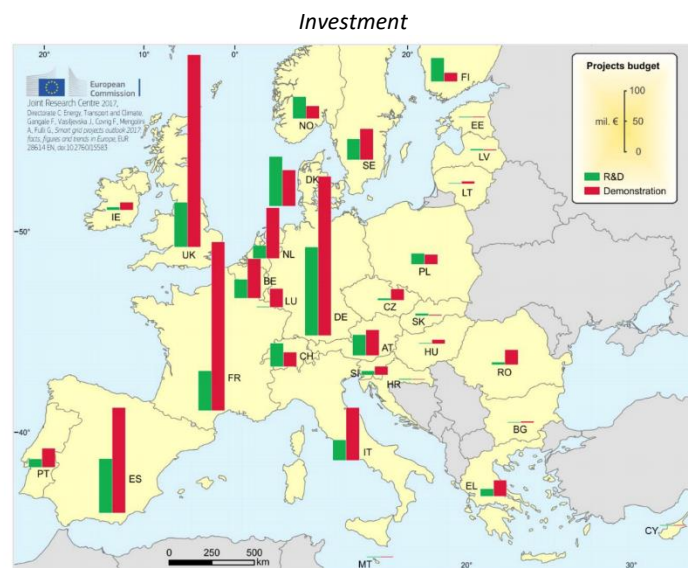 Investment
20° 10° 0° 20°
European
Commission
Joint Research Centre 2017,
Directorate C: Energy, Transport and Climate,
Gangale F., Vasiljevska J., Covrig F., Mengolini
A., Fulli G., Smart grid projects outlook 2017:
facts, figures and trends in Europe, EUR
28614 EN, doi:10.2760/15583
Projects budget
100
mil. € 50
0
R&D
Demonstration
FI
NO
SE
EE
LV
LT
DK
IE
UK
50°
50°
NL
BE
LU
DE
PL
CZ
SK
AT
HU
CH
SI
HR
RO
FR
BG
40°
40°
PT
ES
IT
EL
CY
MT
0 250 500
km
20° 30°